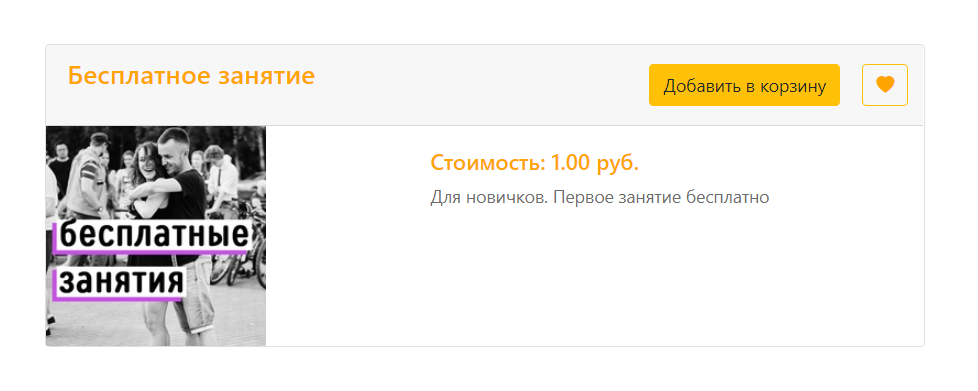 Бесплатное занятие
Добавить в корзину
Стоимость: 1.00 руб.
Для новичков. Первое занятие бесплатно
бесплатные
занятия